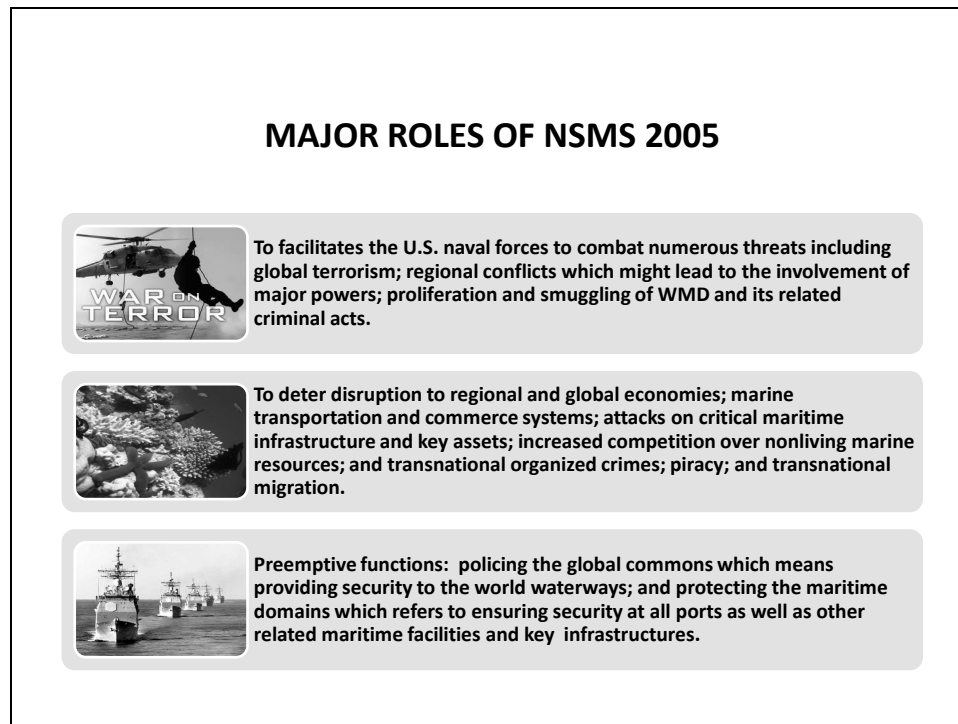 MAJOR ROLES OF NSMS 2005
WAR ON
TERROR
To facilitates the U.S. naval forces to combat numerous threats including
global terrorism; regional conflicts which might lead to the involvement of
major powers; proliferation and smuggling of WMD and its related
criminal acts.
To deter disruption to regional and global economies; marine
transportation and commerce systems; attacks on critical maritime
infrastructure and key assets; increased competition over nonliving marine
resources; and transnational organized crimes; piracy; and transnational
migration.
Preemptive functions:  policing the global commons which means
providing security to the world waterways; and protecting the maritime
domains which refers to ensuring security at all ports as well as other
related maritime facilities and key  infrastructures.